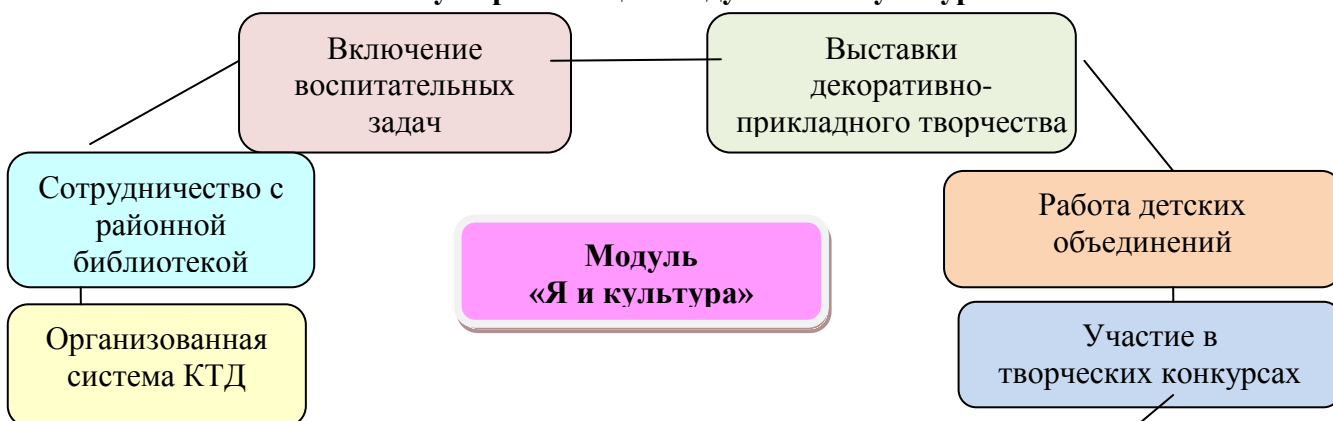 Включение
воспитательных
задач
Выставки
декоративно-
прикладного творчества
Сотрудничество с
районной
библиотекой
Работа детских
объединений
Модуль
«Я и культура»
Организованная
система КТД
Участие в
творческих конкурсах